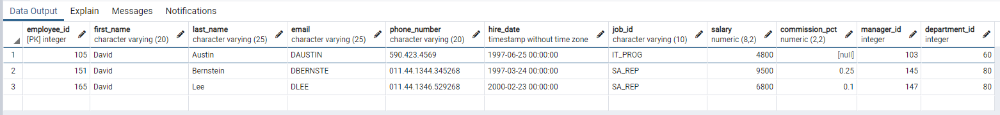 Data Output Explain Messages Notifications
employee_id first_name last_name email phone_number hire_date job_id salary commission_pct manager_id department_id
[PK] integer character varying (20) character varying (25) character varying (25) character varying (20) timestamp without time zone character varying (10) numeric (8,2) numeric (2,2) integer integer
1 105 David Austin DAUSTIN 590.423.4569 1997-06-25 00:00:00 IT_PROG 4800 [null] 103 60
2 151 David Bernstein DBERNSTE 011.44.1344.345268 1997-03-24 00:00:00 SA_REP 9500 0.25 145 80
3 165 David Lee DLEE 011.44.1346.529268 2000-02-23 00:00:00 SA_REP 6800 0.1 147 80